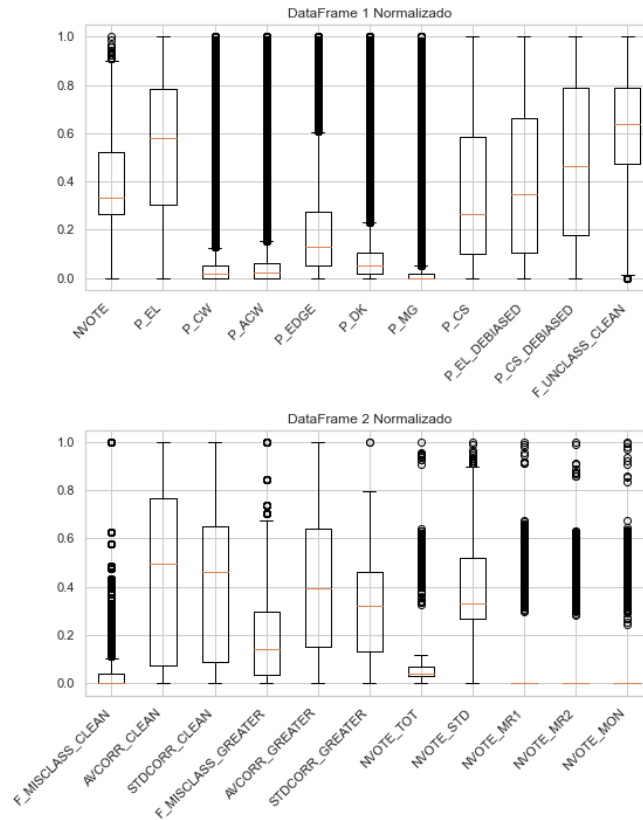 DataFrame 1 Normalizado
1.0
0.8
0.6
0.4
0.2
0.0
NVOTE
P_EL
P_CW
P_ACW
P_EDGE
P_DK
P_MG
P_CS
P_EL_DEBIASED
P_CS_DEBIASED
F_UNCLASS_CLEAN
DataFrame 2 Normalizado
1.0
0.8
0.6
0.4
0.2
0.0
F_MISCLASS_CLEAN
AVCORR_CLEAN
STDCORR_CLEAN
F_MISCLASS_GREATER
AVCORR_GREATER
STDCORR_GREATER
NVOTE_TOT
NVOTE_STD
NVOTE_MR1
NVOTE_MR2
NVOTE_MON